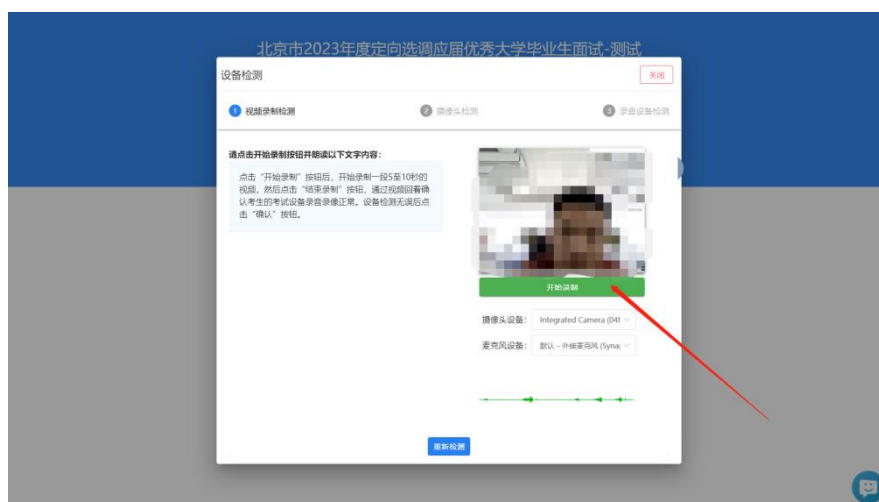 北京市2023年度定向选调应届优秀大学毕业生面试-测试
设备检测
关闭
1 视频录制检测
2 摄像头检测
3 录音设备检测
请点击开始录制按钮并朗读以下文字内容：
点击“开始录制”按钮后，开始录制一段5至10秒的
视频，然后点击“结束录制”按钮，通过视频回看确
认考生的考试设备录音录像正常。设备检测无误后点
击“确认”按钮。
开始录制
摄像头设备： Integrated Camera (04f
麦克风设备： 默认 - 外接麦克风 (Synap
重新检测